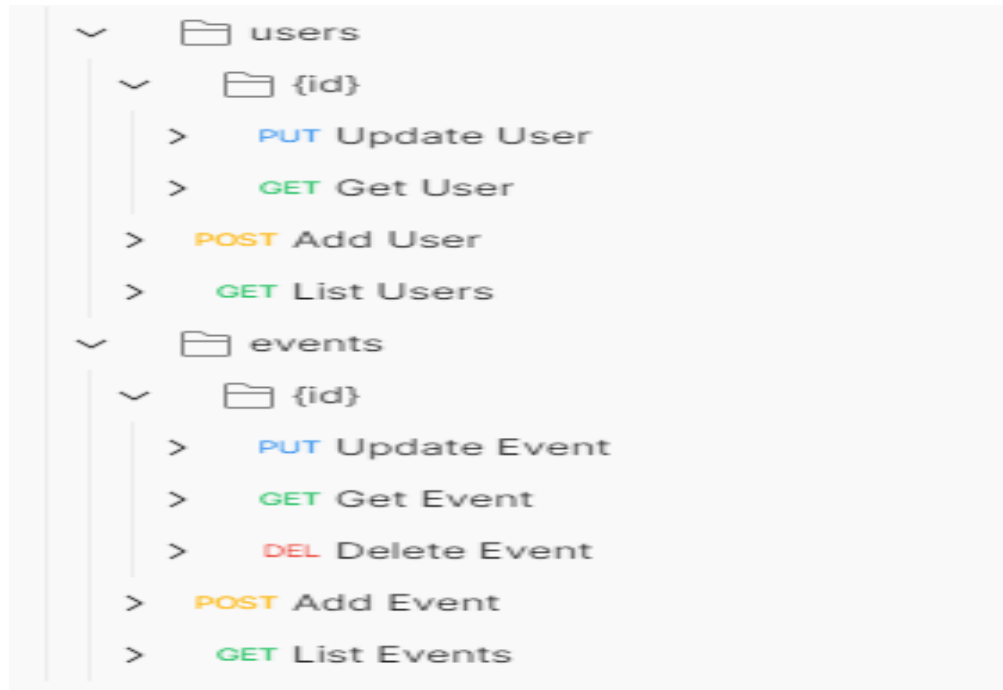 users
{id}
PUT Update User
GET Get User
POST Add User
GET List Users
events
{id}
PUT Update Event
GET Get Event
DEL Delete Event
POST Add Event
GET List Events